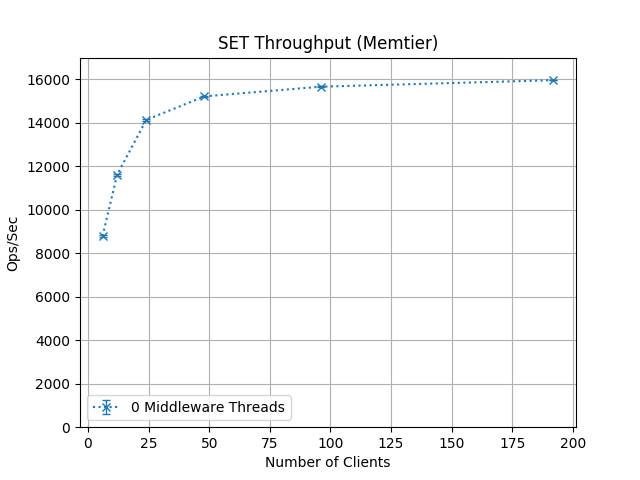 SET Throughput (Memtier)
16000
14000
12000
10000
8000
6000
4000
2000
0
Ops/Sec
0 Middleware Threads
0 25 50 75 100 125 150 175 200
Number of Clients